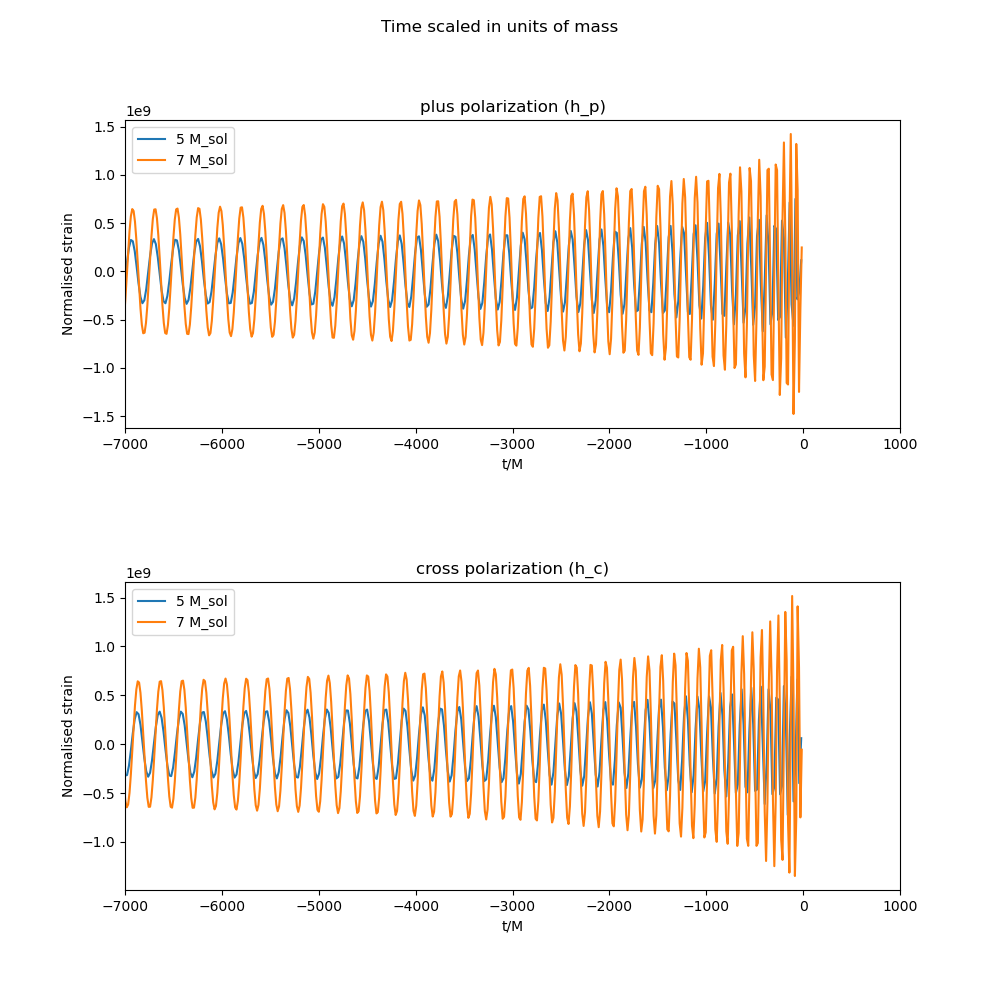 Time scaled in units of mass
plus polarization (h_p)
1e9
5 M_sol
7 M_sol
1.5
1.0
0.5
0.0
−0.5
−1.0
−1.5
Normalised strain
−7000 −6000 −5000 −4000 −3000 −2000 −1000 0 1000
t/M
cross polarization (h_c)
1e9
5 M_sol
7 M_sol
1.5
1.0
0.5
0.0
−0.5
−1.0
Normalised strain
−7000 −6000 −5000 −4000 −3000 −2000 −1000 0 1000
t/M